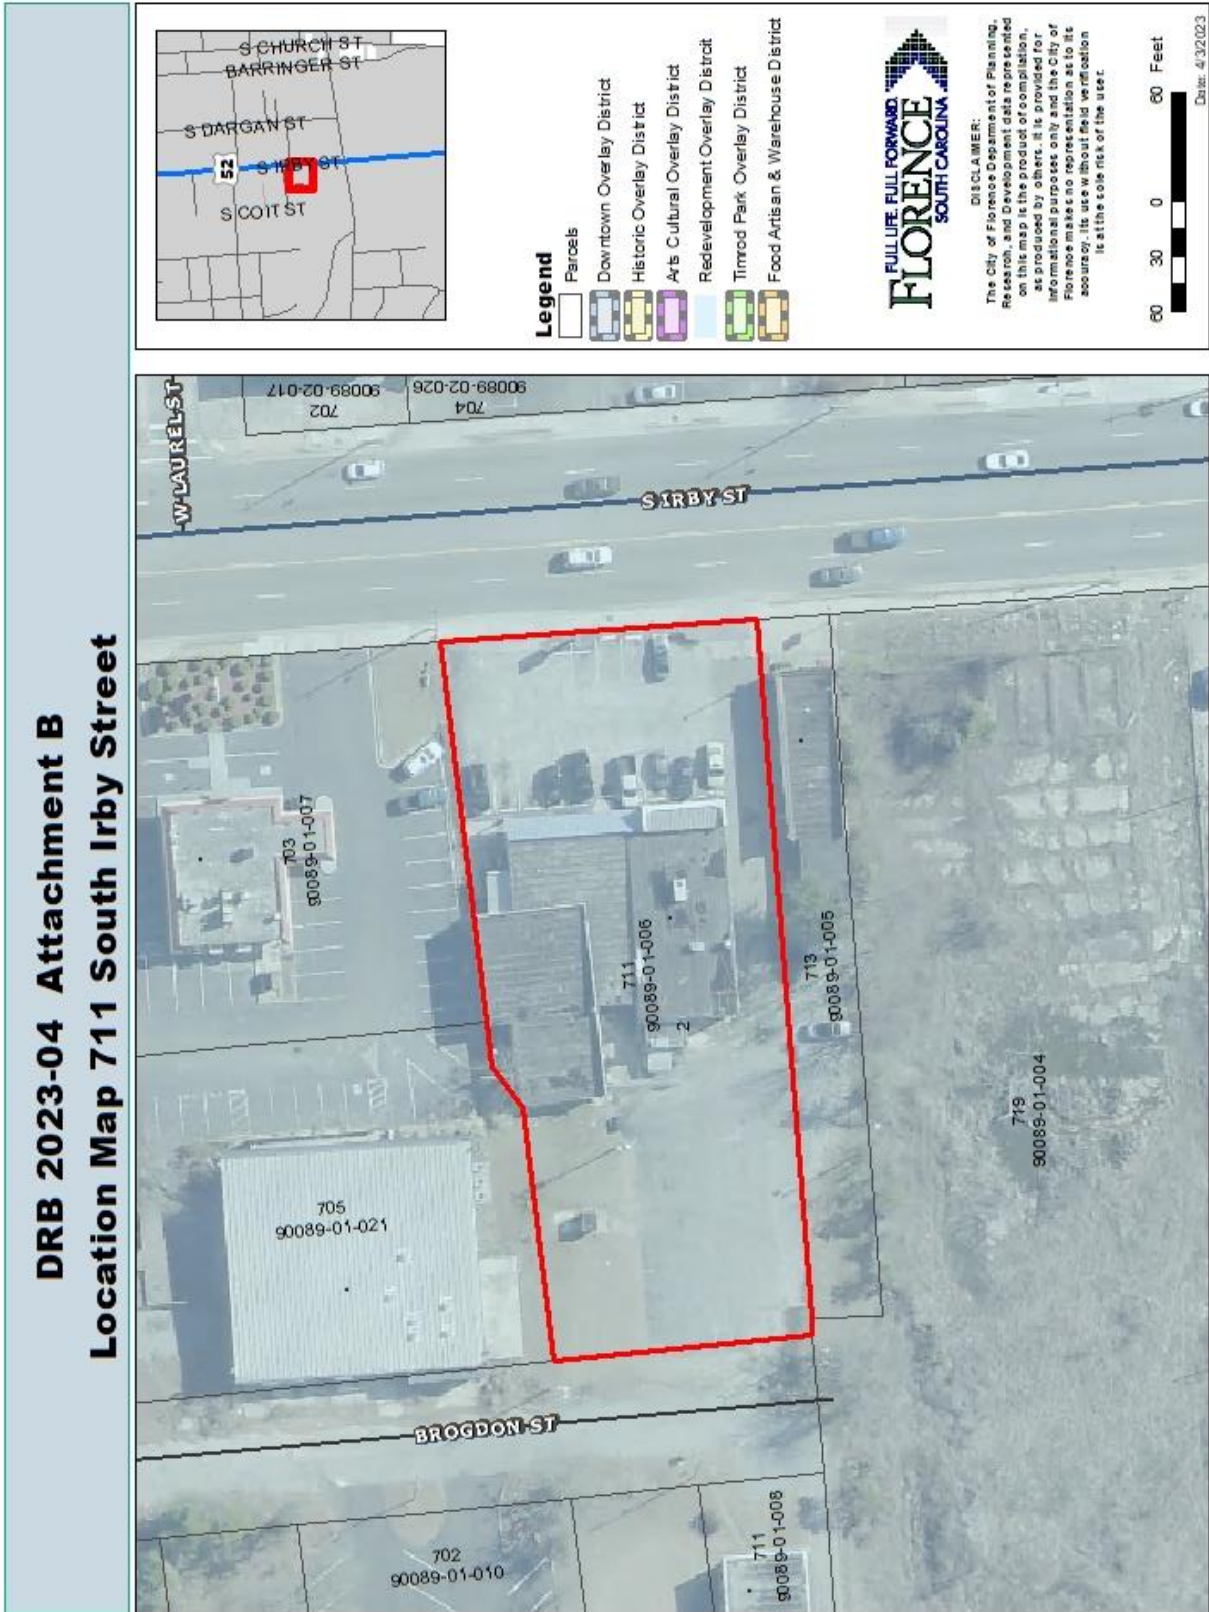 DRB 2023-04 Attachment B
Location Map 711 South Irby Street
W LAUREL ST
702
90089-02-017
704
90089-02-026
S IRBY ST
703
90089-01-007
711
90089-01-006
2
713
90089-01-005
719
90089-01-004
705
90089-01-021
BROGDON ST
702
90089-01-010
711
90089-01-008
S CHURCH ST
BARRINGER ST
S DARGAN ST
52
S IRBY ST
S COIT ST
Legend
Parcels
Downtown Overlay District
Historic Overlay District
Arts Cultural Overlay District
Redevelopment Overlay Distrcit
Timrod Park Overlay District
Food Artisan & Warehouse District
FULL LIFE. FULL FORWARD.
FLORENCE
SOUTH CAROLINA
DISCLAIMER:
The City of Florence Department of Planning,
Research, and Development data represented
on this map is the product of compilation,
as produced by others. It is provided for
informational purposes only and the City of
Florence makes no representation as to its
accuracy. Its use without field verification
is at the sole risk of the user.
60 30 0 60 Feet
Date: 4/3/2023